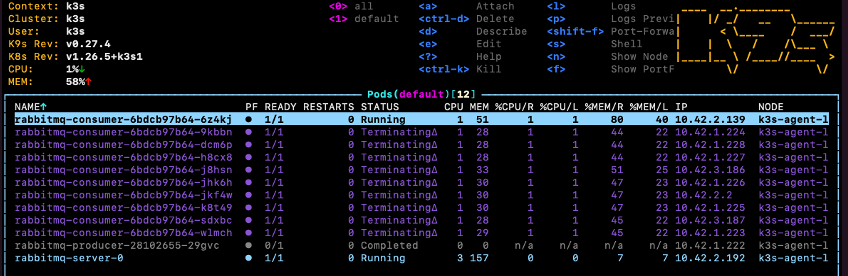 Context: k3s <0> all <a> Attach <l> Logs
Cluster: k3s <1> default <ctrl-d> Delete <p> Logs Previ
User: k3s <d> Describe <shift-f> Port-Forwa
K9s Rev: v0.27.4 <e> Edit <s> Shell
K8s Rev: v1.26.5+k3s1 <?> Help <n> Show Node
CPU: 1%↓ <ctrl-k> Kill <f> Show PortF
MEM: 58%↑
Pods(default)[12]
NAME↑ PF READY RESTARTS STATUS CPU MEM %CPU/R %CPU/L %MEM/R %MEM/L IP NODE
rabbitmq-consumer-6bdcb97b64-6z4kj ● 1/1 0 Running 1 51 1 1 80 40 10.42.2.139 k3s-agent-l
rabbitmq-consumer-6bdcb97b64-9kbbn ● 1/1 0 TerminatingΔ 1 28 1 1 44 22 10.42.1.224 k3s-agent-l
rabbitmq-consumer-6bdcb97b64-dcm6p ● 1/1 0 TerminatingΔ 1 28 1 1 44 22 10.42.1.228 k3s-agent-l
rabbitmq-consumer-6bdcb97b64-h8cx8 ● 1/1 0 TerminatingΔ 1 28 1 1 44 22 10.42.1.227 k3s-agent-l
rabbitmq-consumer-6bdcb97b64-j8hsn ● 1/1 0 TerminatingΔ 1 33 1 1 51 25 10.42.3.186 k3s-agent-l
rabbitmq-consumer-6bdcb97b64-jhk6h ● 1/1 0 TerminatingΔ 1 30 1 1 47 23 10.42.1.226 k3s-agent-l
rabbitmq-consumer-6bdcb97b64-jkf4w ● 1/1 0 TerminatingΔ 1 30 1 1 47 23 10.42.2 k3s-agent-l
rabbitmq-consumer-6bdcb97b64-k8t49 ● 1/1 0 TerminatingΔ 1 30 1 1 47 23 10.42.1.225 k3s-agent-l
rabbitmq-consumer-6bdcb97b64-sdxbc ● 1/1 0 TerminatingΔ 1 28 1 1 45 22 10.42.3.187 k3s-agent-l
rabbitmq-consumer-6bdcb97b64-wlmch ● 1/1 0 TerminatingΔ 1 29 1 1 45 22 10.42.1.223 k3s-agent-l
rabbitmq-producer-28102655-29gvc ● 0/1 0 Completed 0 0 n/a n/a n/a n/a 10.42.1.222 k3s-agent-l
rabbitmq-server-0 ● 1/1 0 Running 3 157 0 0 7 7 10.42.2.192 k3s-agent-l